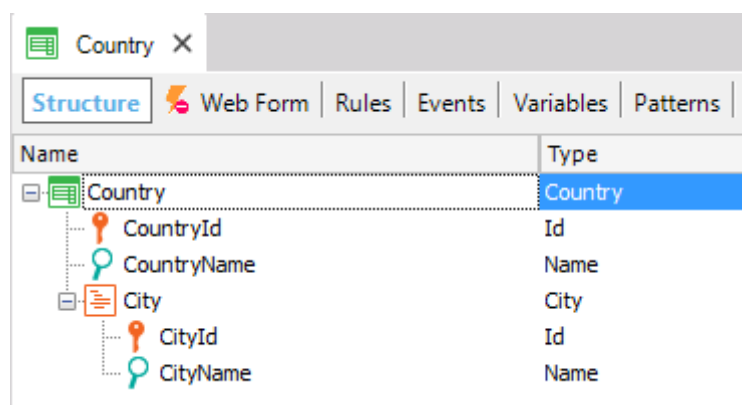 Country
Structure Web Form Rules Events Variables Patterns
Name Type
Country Country
CountryId Id
CountryName Name
City City
CityId Id
CityName Name